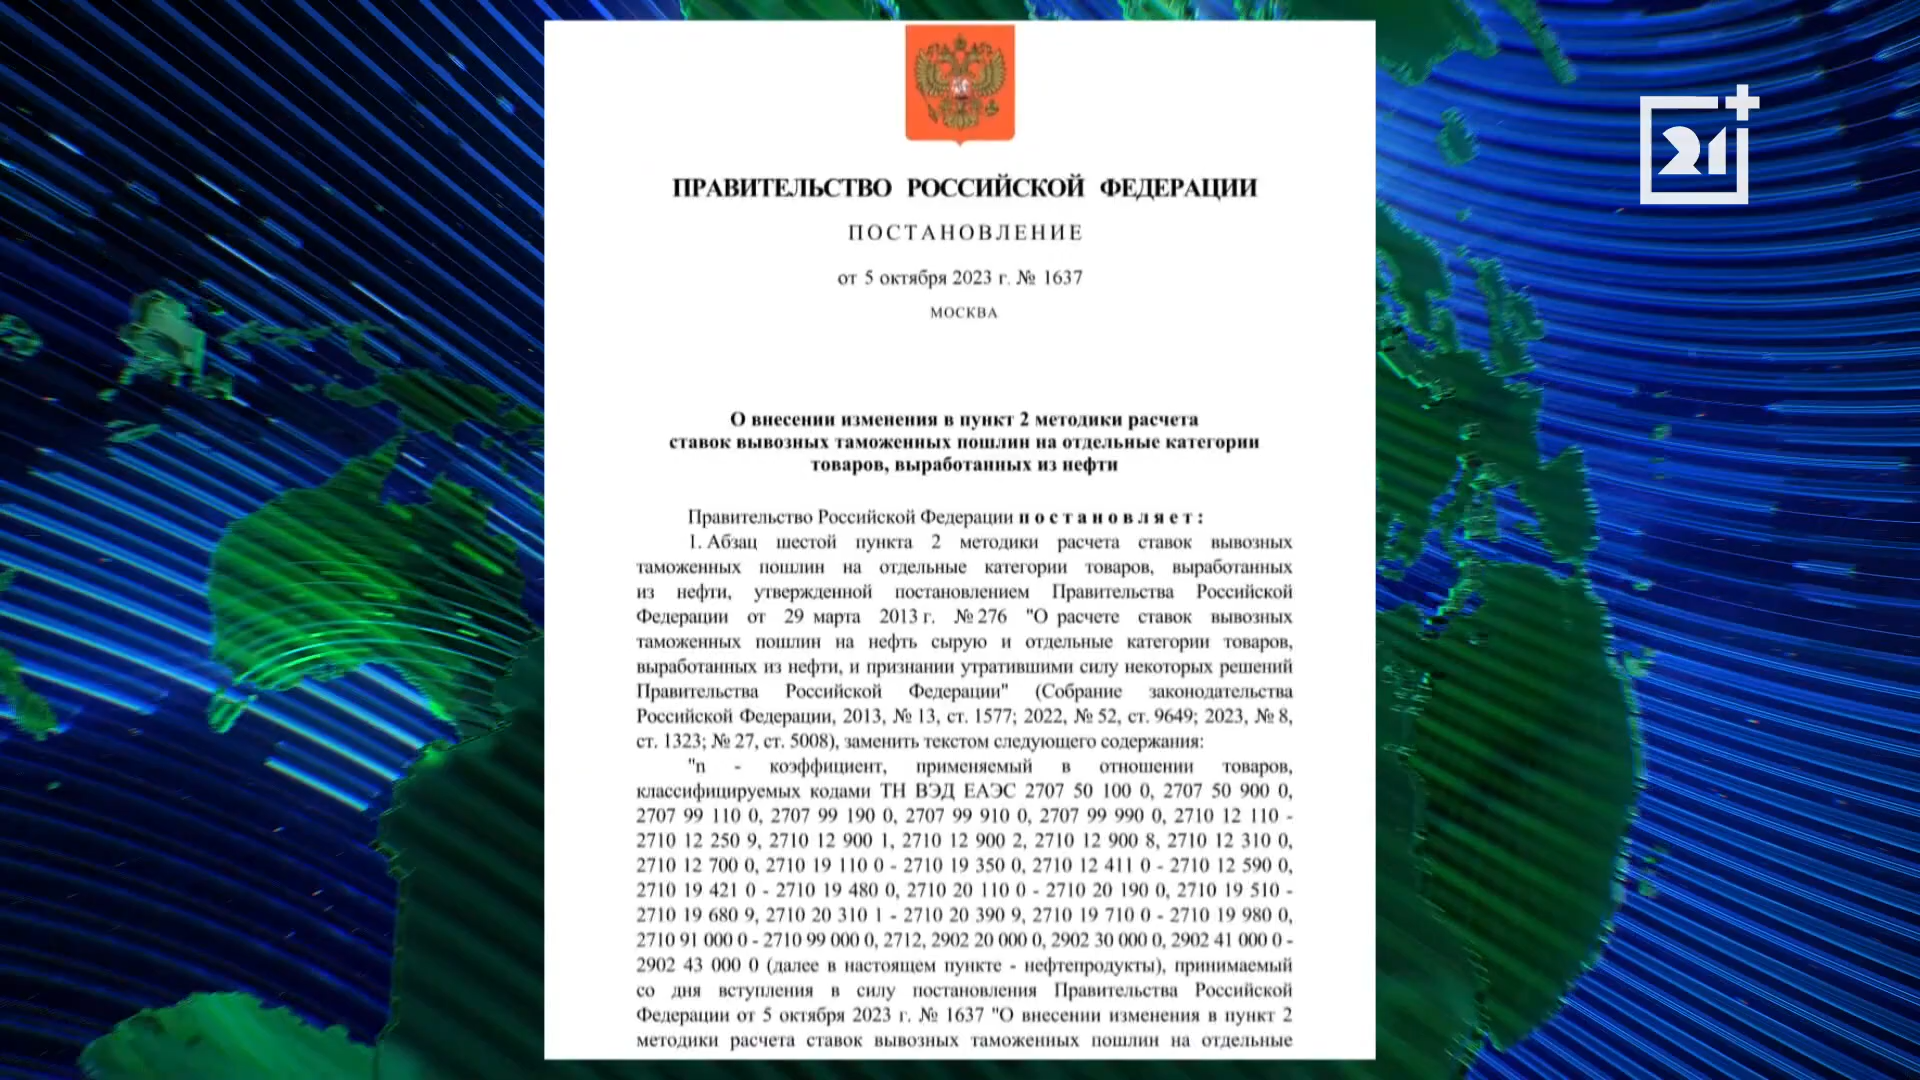 21+
ПРАВИТЕЛЬСТВО РОССИЙСКОЙ ФЕДЕРАЦИИ
ПОСТАНОВЛЕНИЕ
от 5 октября 2023 г. № 1637
МОСКВА
О внесении изменения в пункт 2 методики расчета
ставок вывозных таможенных пошлин на отдельные категории
товаров, выработанных из нефти
Правительство Российской Федерации постановляет:
1. Абзац шестой пункта 2 методики расчета ставок вывозных
таможенных пошлин на отдельные категории товаров, выработанных
из нефти, утвержденной постановлением Правительства Российской
Федерации от 29 марта 2013 г. № 276 "О расчете ставок вывозных
таможенных пошлин на нефть сырую и отдельные категории товаров,
выработанных из нефти, и признании утратившими силу некоторых решений
Правительства Российской Федерации" (Собрание законодательства
Российской Федерации, 2013, № 13, ст. 1577; 2022, № 52, ст. 9649; 2023, № 8,
ст. 1323; № 27, ст. 5008), заменить текстом следующего содержания:
"n - коэффициент, применяемый в отношении товаров,
классифицируемых кодами ТН ВЭД ЕАЭС 2707 50 100 0, 2707 50 900 0,
2707 99 110 0, 2707 99 190 0, 2707 99 910 0, 2707 99 990 0, 2710 12 110 -
2710 12 250 9, 2710 12 900 1, 2710 12 900 2, 2710 12 900 8, 2710 12 310 0,
2710 12 700 0, 2710 19 110 0 - 2710 19 350 0, 2710 12 411 0 - 2710 12 590 0,
2710 19 421 0 - 2710 19 480 0, 2710 20 110 0 - 2710 20 190 0, 2710 19 510 -
2710 19 680 9, 2710 20 310 1 - 2710 20 390 9, 2710 19 710 0 - 2710 19 980 0,
2710 91 000 0 - 2710 99 000 0, 2712, 2902 20 000 0, 2902 30 000 0, 2902 41 000 0 -
2902 43 000 0 (далее в настоящем пункте - нефтепродукты), принимаемый
со дня вступления в силу постановления Правительства Российской
Федерации от 5 октября 2023 г. № 1637 "О внесении изменения в пункт 2
методики расчета ставок вывозных таможенных пошлин на отдельные